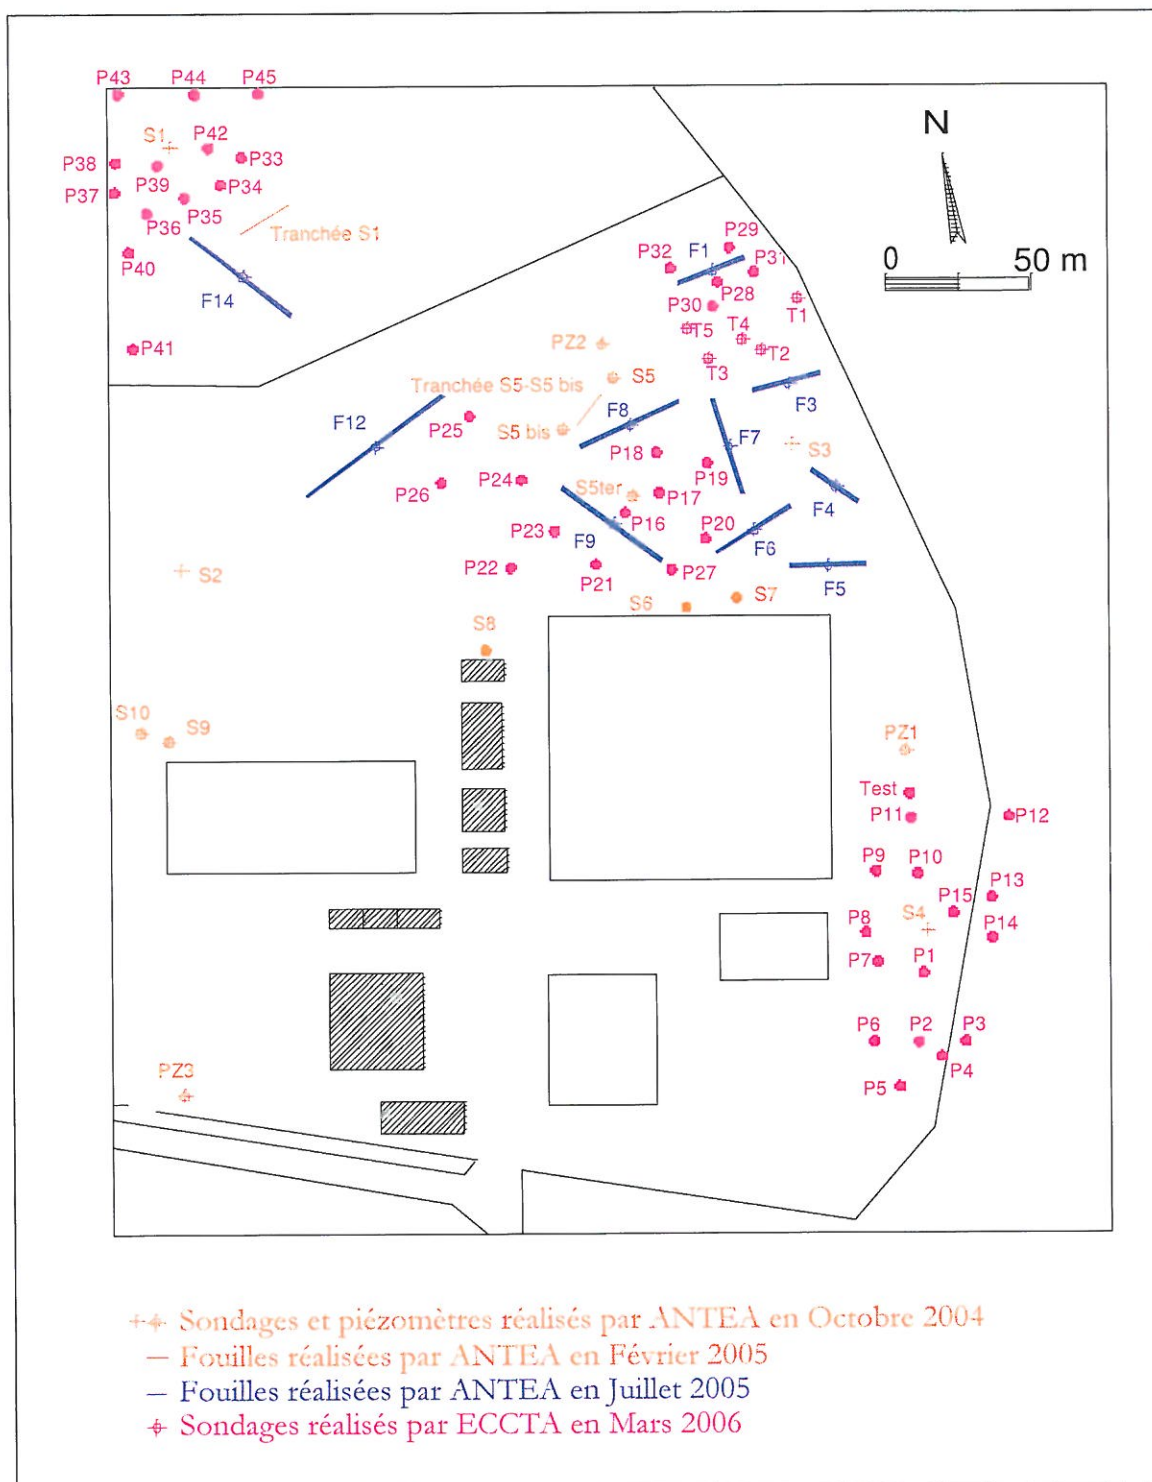 P43 P44 P45
N
S1 P42
P38 P33
P39 P34
P37 P35
P36
Tranchée S1
P40
F14
P41
P29
P32 F1 P31
0 50 m
P28
P30 T1
T5 T4
PZ2 T2
T3
S5
Tranchée S5-S5 bis
F3
F12 F8
P25 S5 bis F7 S3
P18
P19
P24
P26 S5ter P17 F4
P16 P20
P23 F9 F6
P22 P21 P27 F5
S2
S6 S7
S8
S10 S9
PZ1
Test
P11 P12
P9 P10
P13
P15
P8 S4
P14
P7 P1
P6 P2 P3
P4
P5
PZ3
Sondages et piézomètres réalisés par ANTEA en Octobre 2004
Fouilles réalisées par ANTEA en Février 2005
Fouilles réalisées par ANTEA en Juillet 2005
Sondages réalisés par ECCTA en Mars 2006